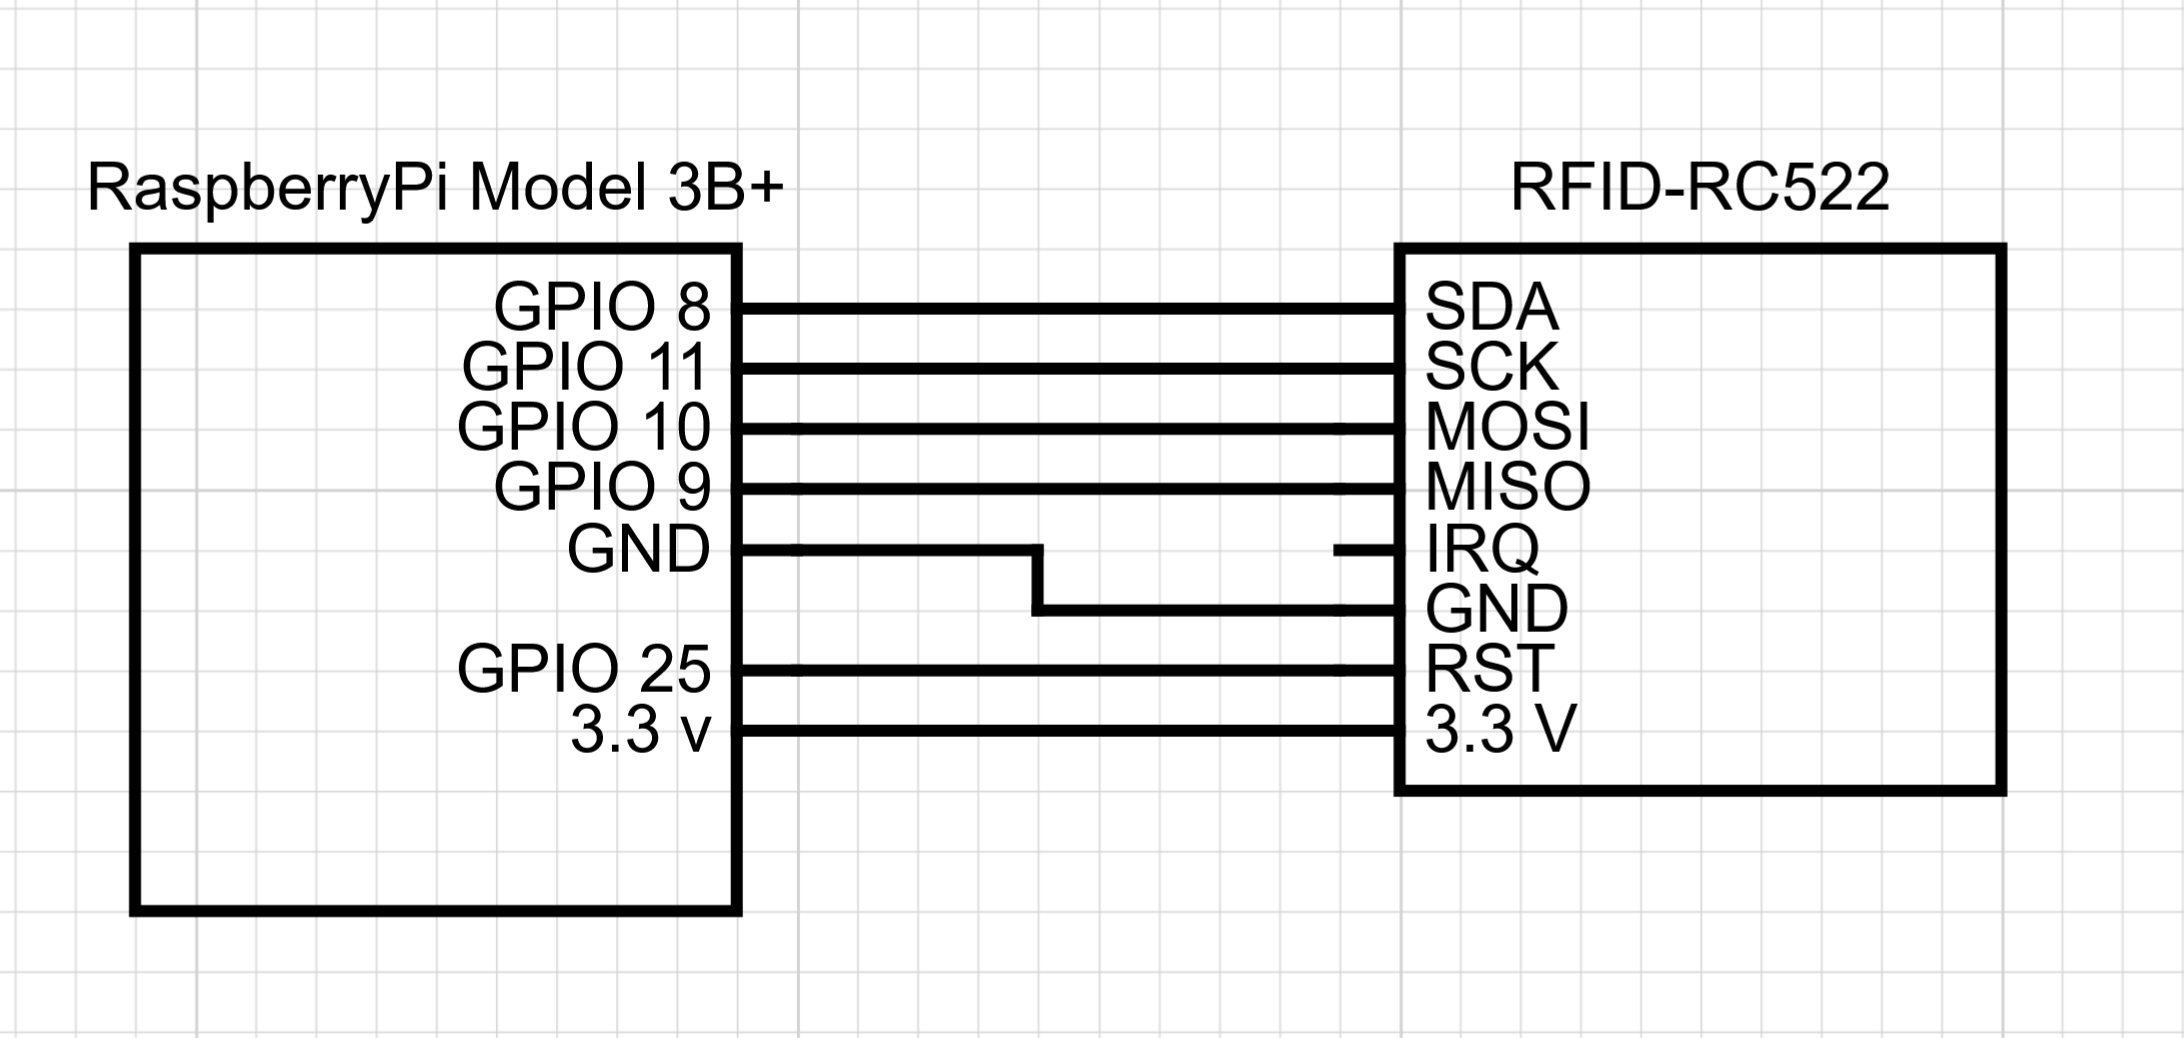 RaspberryPi Model 3B+
GPIO 8
GPIO 11
GPIO 10
GPIO 9
GND
GPIO 25
3.3 v
RFID-RC522
SDA
SCK
MOSI
MISO
IRQ
GND
RST
3.3 V